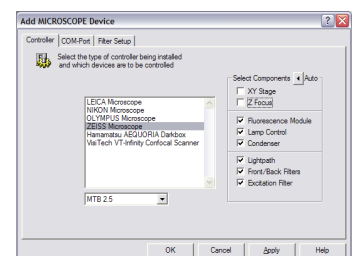 Add MICROSCOPE Device
Controller COM-Port Filter Setup
Select the type of controller being installed
and which devices are to be controlled
Select Components Auto
XY Stage
Z Focus
LEICA Microscope
NIKON Microscope
OLYMPUS Microscope
ZEISS Microscope
Hamamatsu AEQUORIA Darkbox
VisiTech VT-Infinity Confocal Scanner
Fluorescence Module
Lamp Control
Condenser
Lightpath
Front/Back Filters
Excitation Filter
MTB 2.5
OK Cancel Apply Help